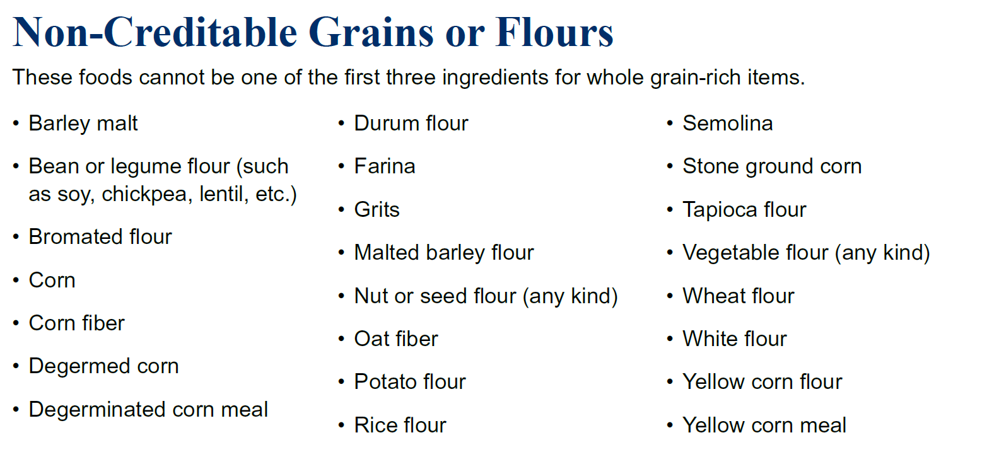 Non-Creditable Grains or Flours
These foods cannot be one of the first three ingredients for whole grain-rich items.
• Barley malt
• Bean or legume flour (such
as soy, chickpea, lentil, etc.)
• Bromated flour
• Corn
• Corn fiber
• Degermed corn
• Degerminated corn meal
• Durum flour
• Farina
• Grits
• Malted barley flour
• Nut or seed flour (any kind)
• Oat fiber
• Potato flour
• Rice flour
• Semolina
• Stone ground corn
• Tapioca flour
• Vegetable flour (any kind)
• Wheat flour
• White flour
• Yellow corn flour
• Yellow corn meal